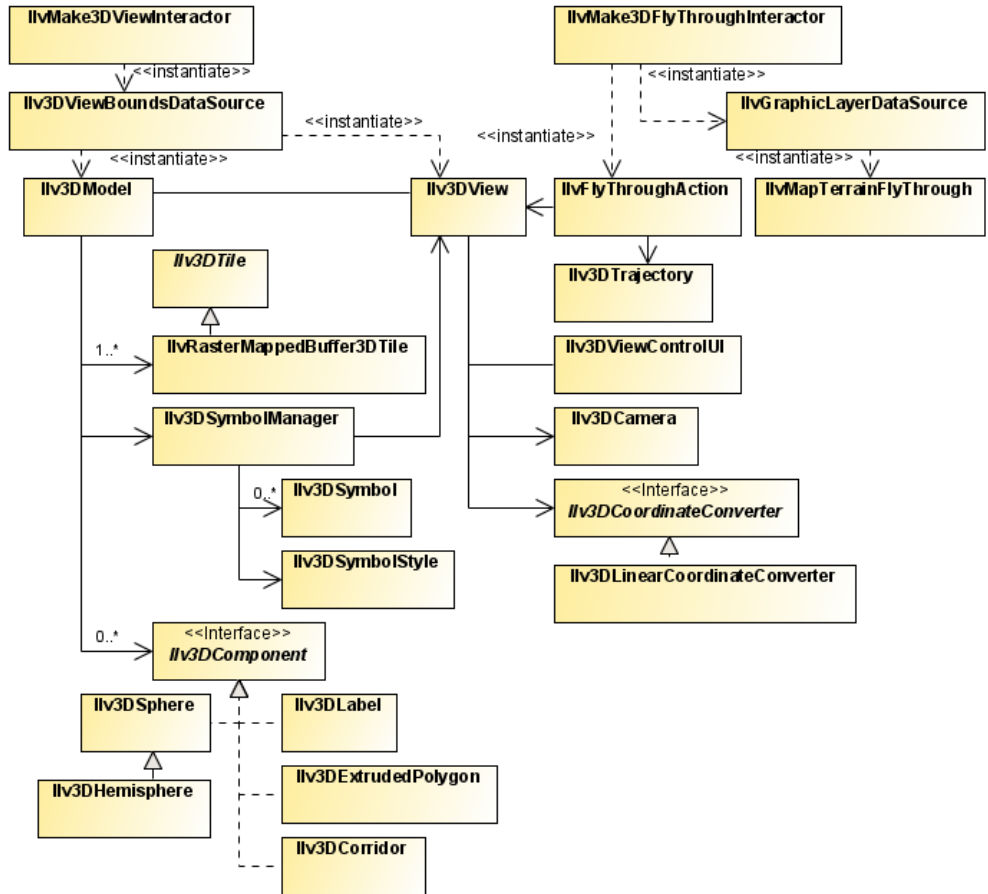 IlvMake3DViewInteractor
IlvMake3DFlyThroughInteractor
<<instantiate>>
<<instantiate>>
Ilv3DViewBoundsDataSource
IlvGraphicLayerDataSource
<<instantiate>>
<<instantiate>>
<<instantiate>>
<<instantiate>>
Ilv3DModel
Ilv3DView
IlvFlyThroughAction
IlvMapTerrainFlyThrough
Ilv3DTile
Ilv3DTrajectory
1..*
IlvRasterMappedBuffer3DTile
Ilv3DViewControlUI
Ilv3DSymbolManager
Ilv3DCamera
0..*
Ilv3DSymbol
<<Interface>>
Ilv3DCoordinateConverter
Ilv3DSymbolStyle
Ilv3DLinearCoordinateConverter
0..*
<<Interface>>
Ilv3DComponent
Ilv3DSphere
Ilv3DLabel
Ilv3DHemisphere
Ilv3DExtrudedPolygon
Ilv3DCorridor